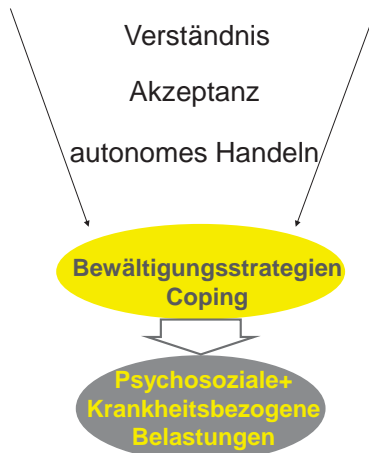 Verständnis
Akzeptanz
autonomes Handeln
Bewältigungsstrategien
Coping
Psychosoziale+
Krankheitsbezogene
Belastungen